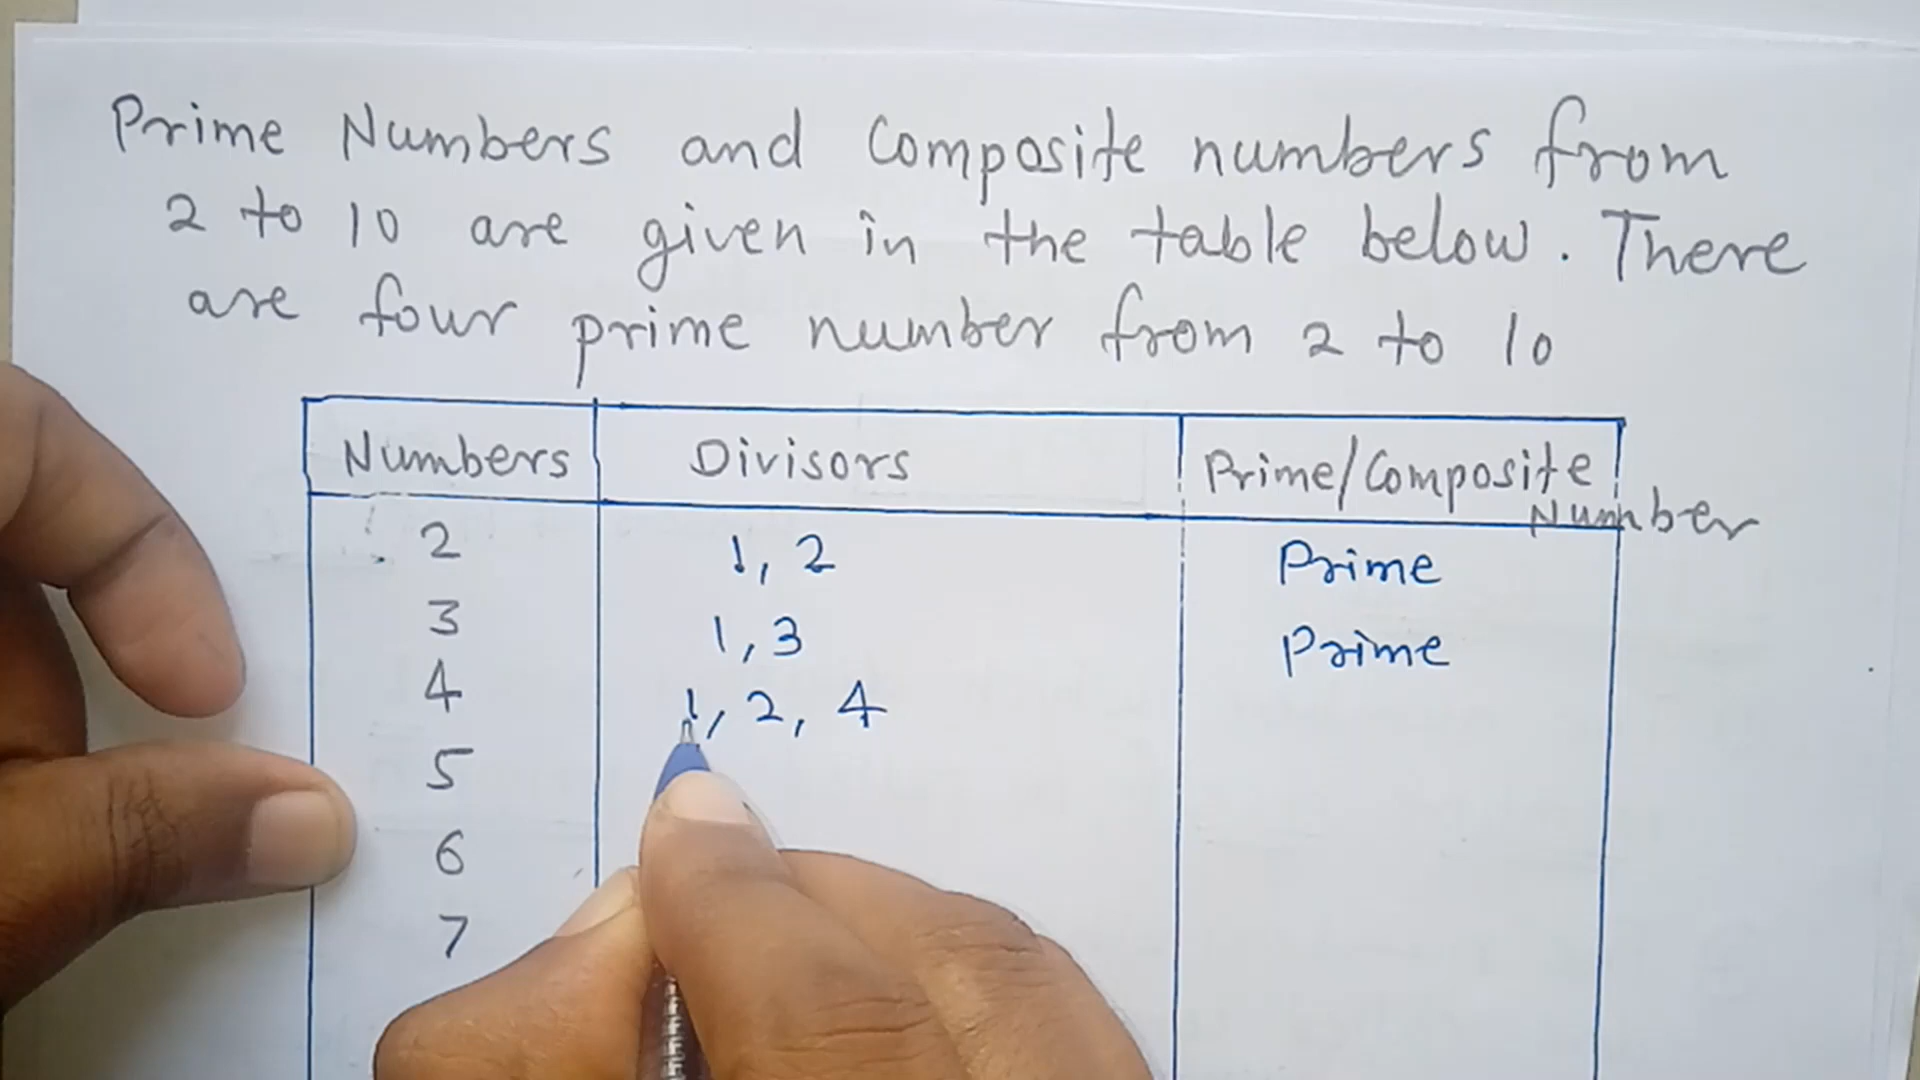 Prime Numbers and Composite numbers from
2 to 10 are given in the table below. There
are four prime number from 2 to 10
Numbers Divisors Prime/Composite Number
2 1, 2 Prime
3 1, 3 Prime
4 1, 2, 4
5
6
7